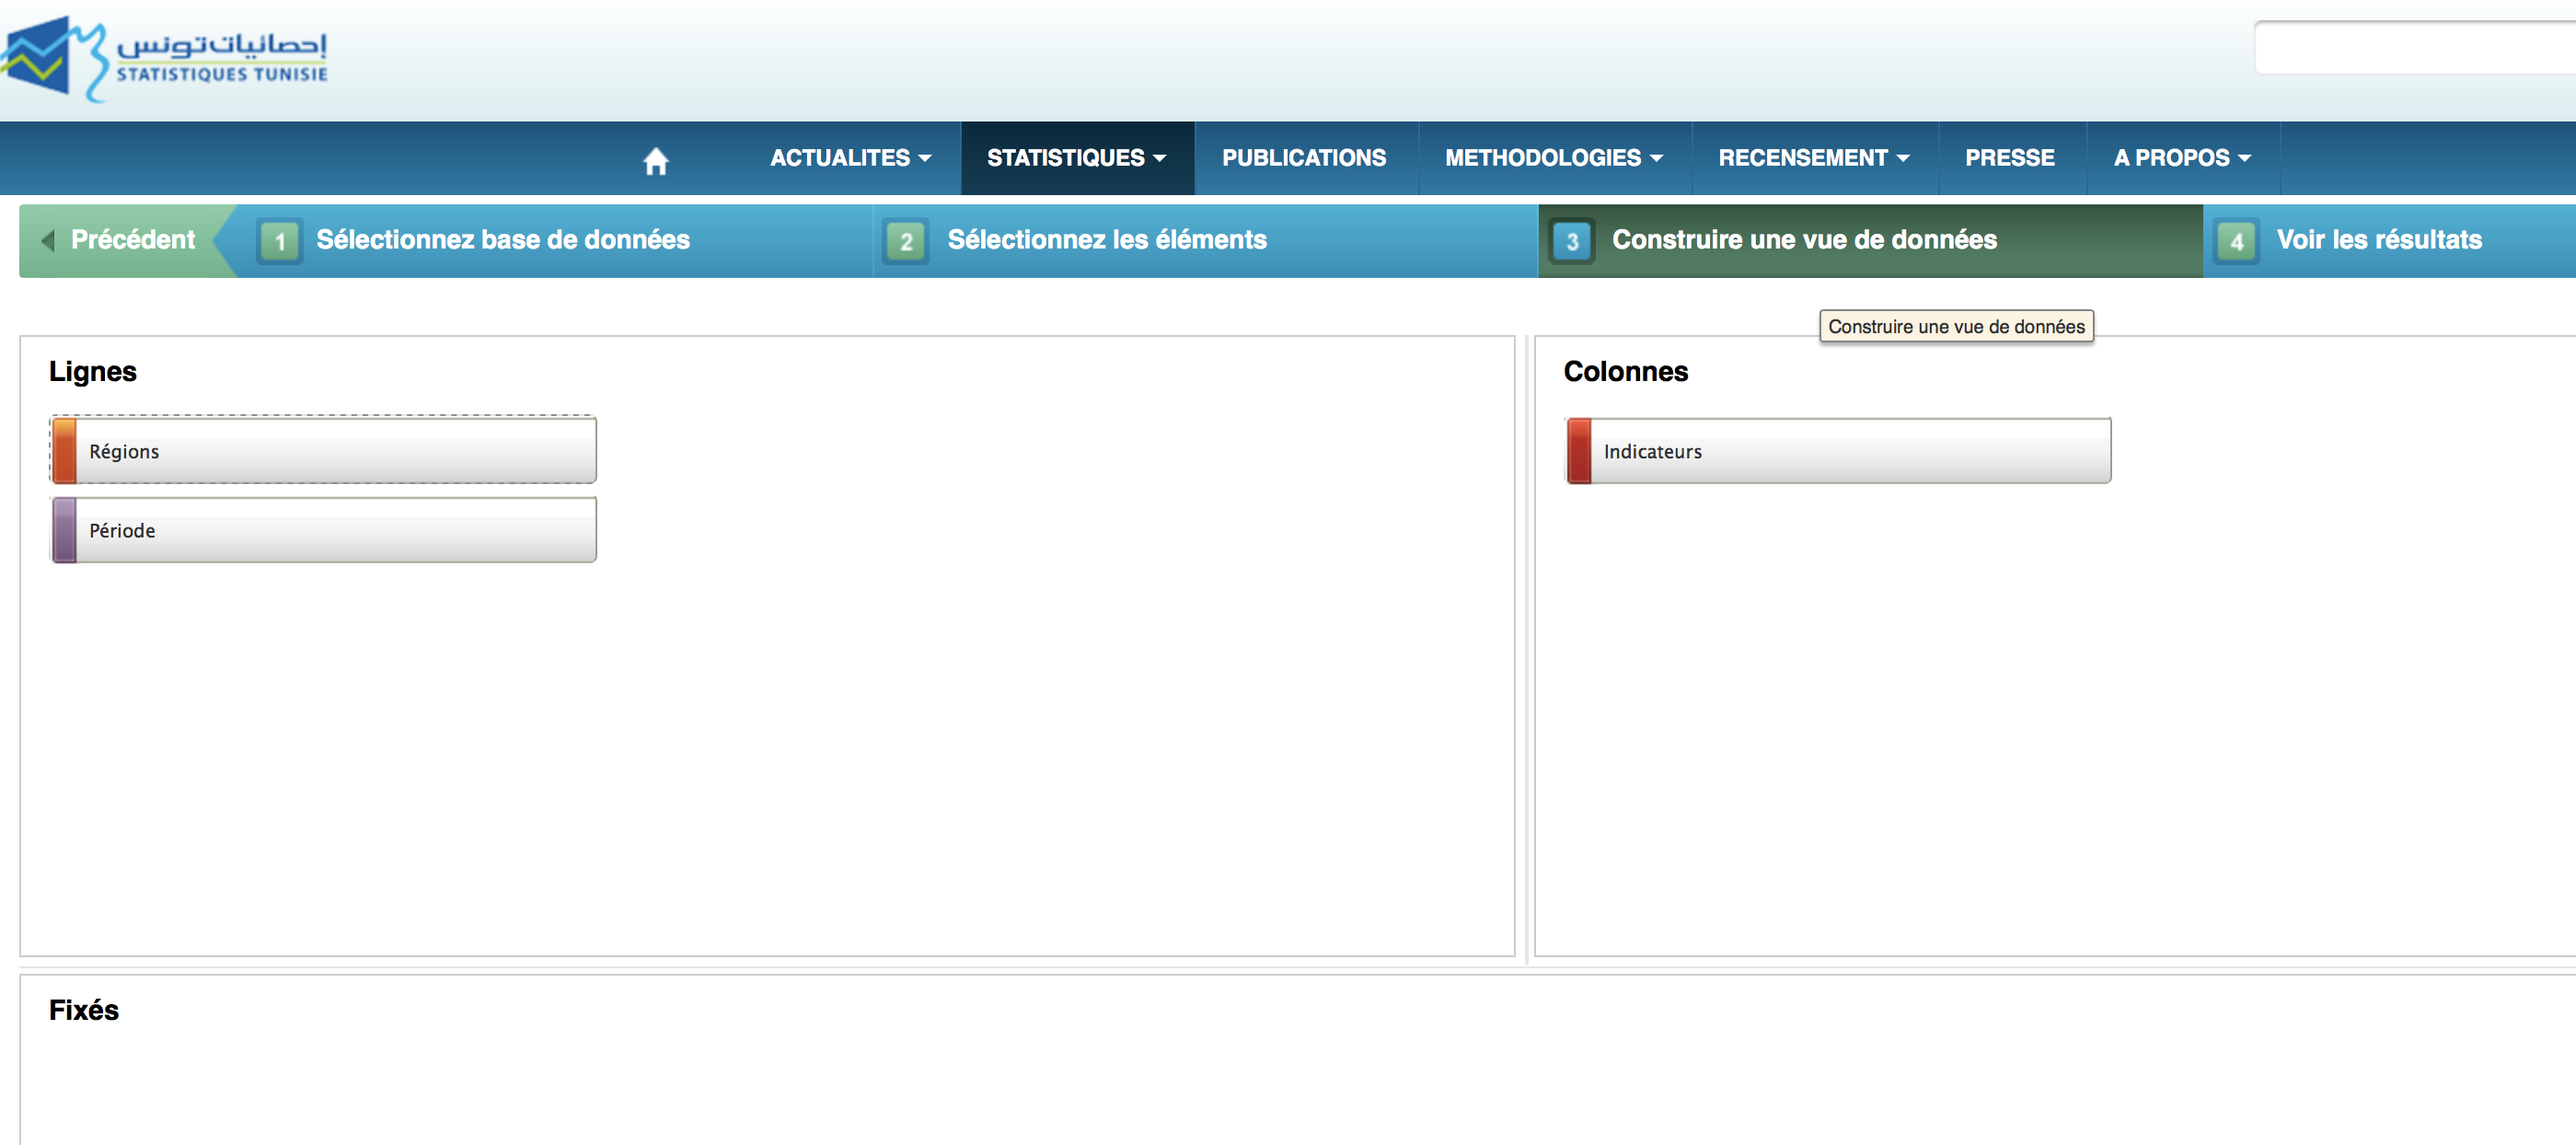 إحصائيات تونس
STATISTIQUES TUNISIE
ACTUALITES STATISTIQUES PUBLICATIONS METHODOLOGIES RECENSEMENT PRESSE A PROPOS
Précédent 1 Sélectionnez base de données 2 Sélectionnez les éléments 3 Construire une vue de données 4 Voir les résultats
Construire une vue de données
Lignes
Régions
Période
Colonnes
Indicateurs
Fixés